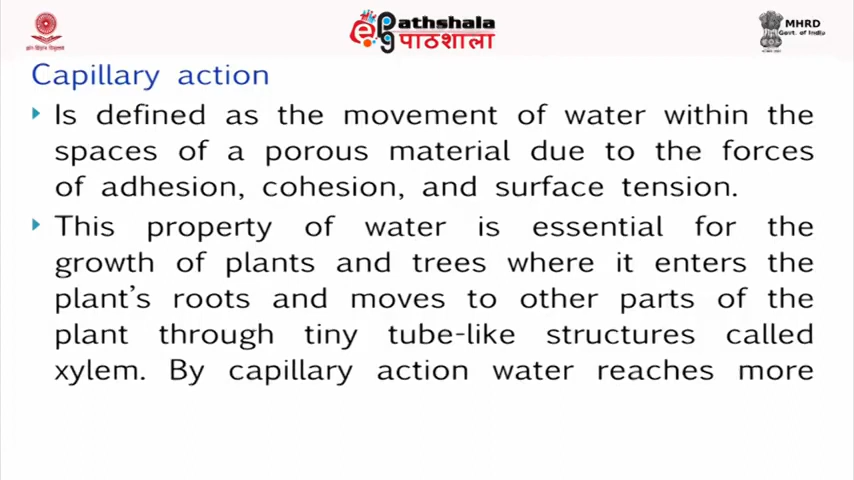 ePG Pathshala
पाठशाला
MHRD
Govt. of India
Capillary action
Is defined as the movement of water within the
spaces of a porous material due to the forces
of adhesion, cohesion, and surface tension.
This property of water is essential for the
growth of plants and trees where it enters the
plant’s roots and moves to other parts of the
plant through tiny tube-like structures called
xylem. By capillary action water reaches more